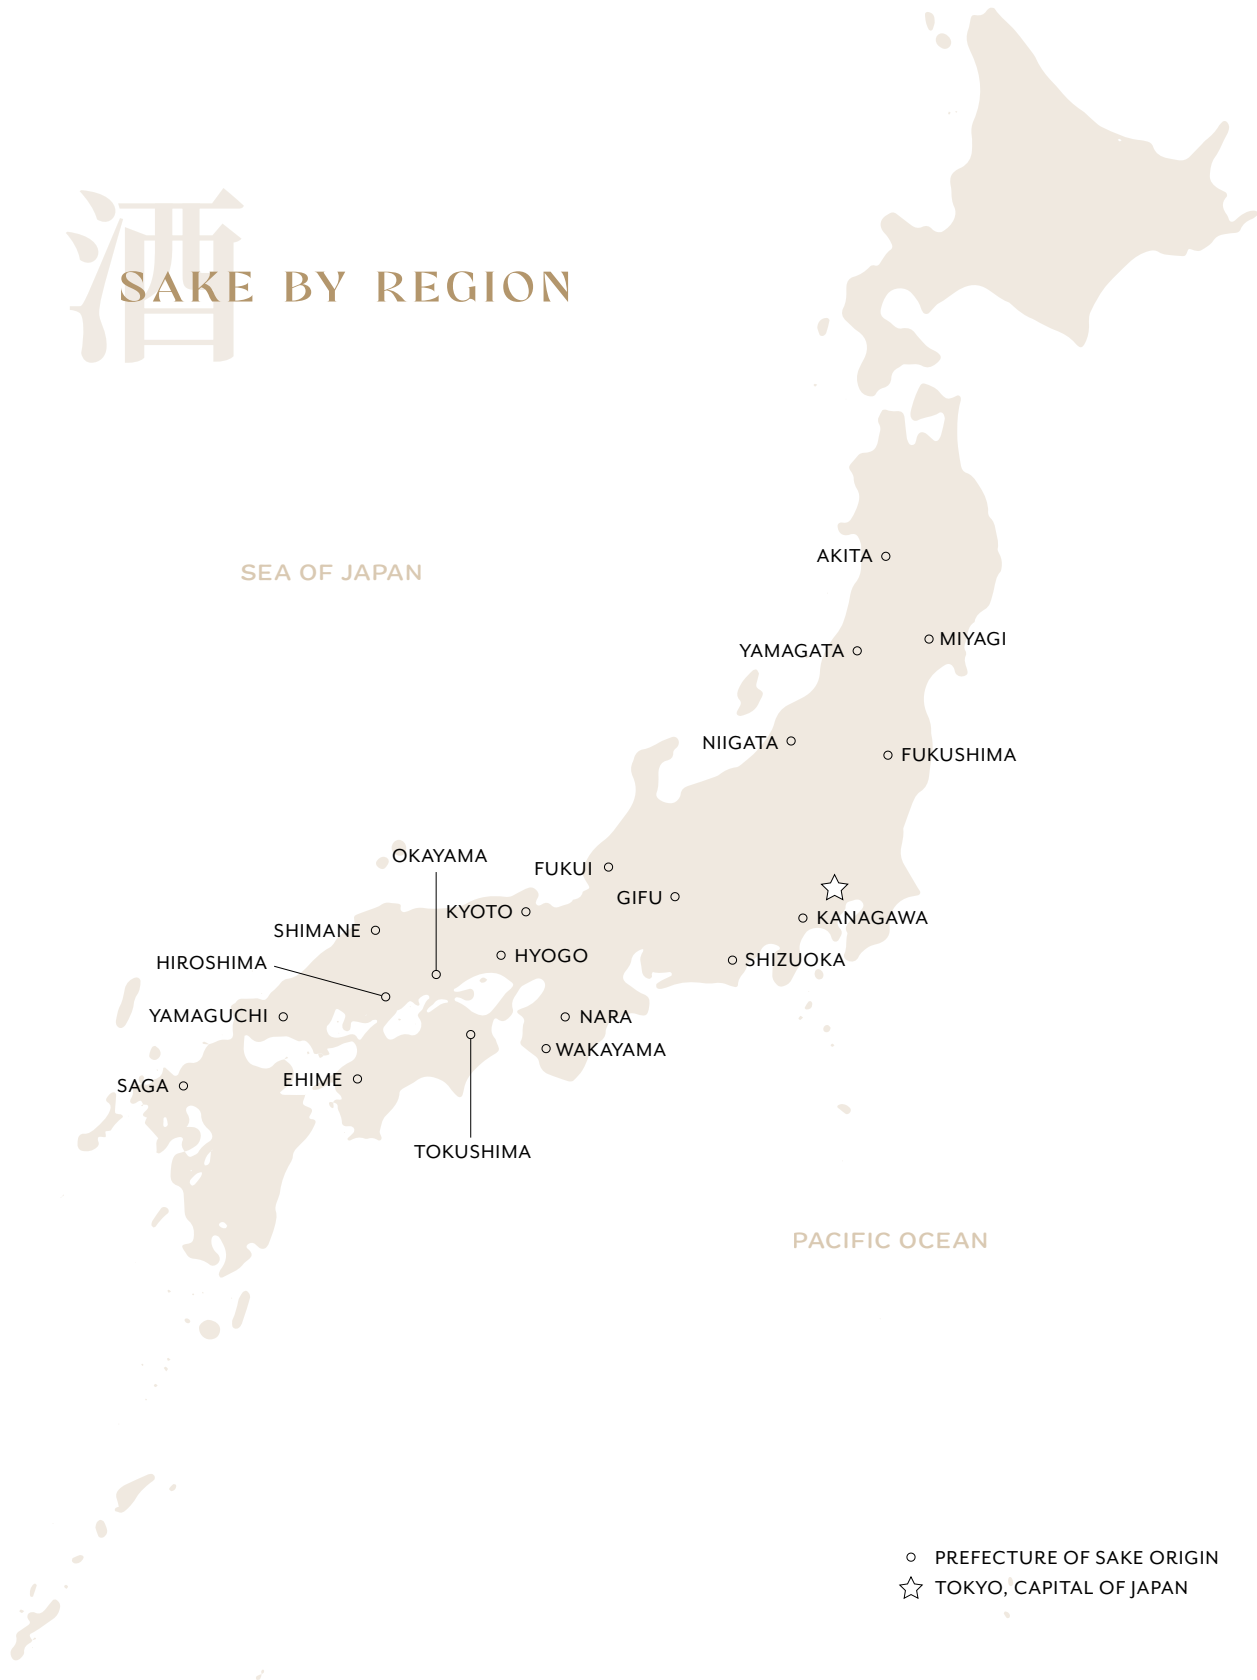 酒
SAKE BY REGION
SEA OF JAPAN
AKITA
MIYAGI
YAMAGATA
NIIGATA
FUKUSHIMA
OKAYAMA
FUKUI
GIFU
KYOTO
KANAGAWA
SHIMANE
HYOGO
SHIZUOKA
HIROSHIMA
YAMAGUCHI
NARA
WAKAYAMA
SAGA
EHIME
TOKUSHIMA
PACIFIC OCEAN
PREFECTURE OF SAKE ORIGIN
TOKYO, CAPITAL OF JAPAN